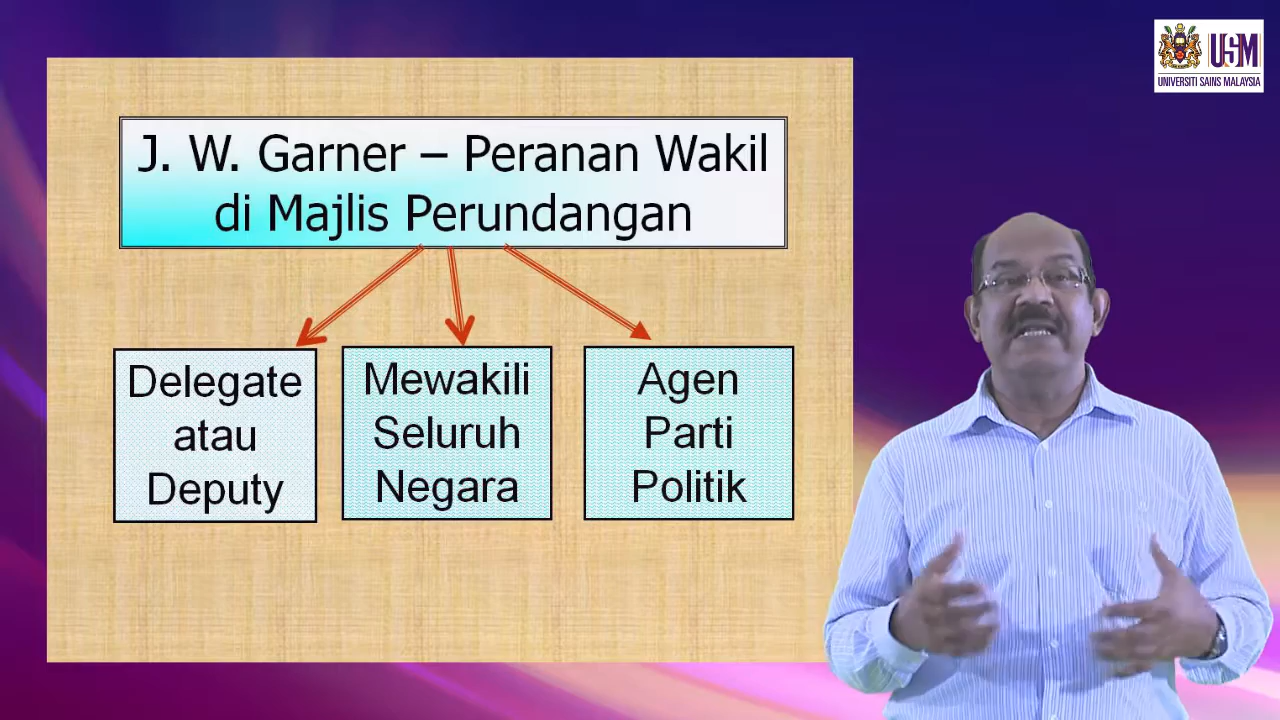 USM
UNIVERSITI SAINS MALAYSIA
J. W. Garner – Peranan Wakil
di Majlis Perundangan
Delegate
atau
Deputy
Mewakili
Seluruh
Negara
Agen
Parti
Politik